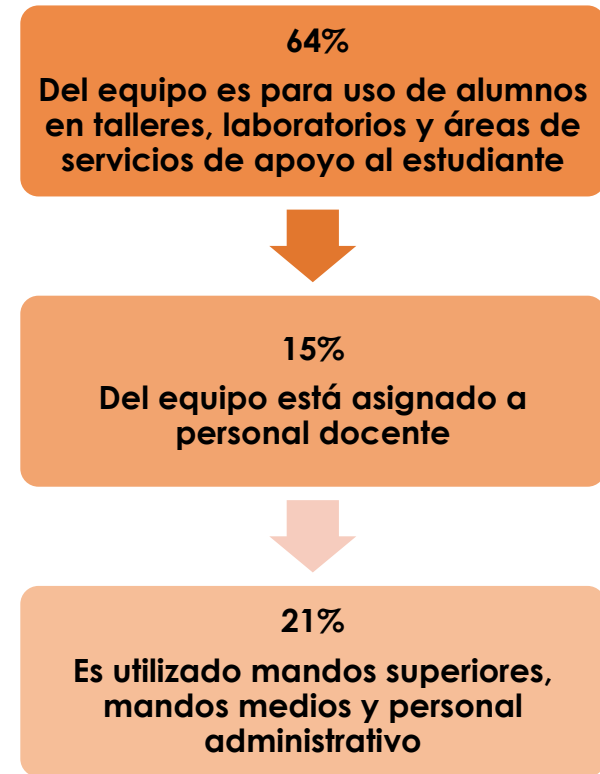 64%
Del equipo es para uso de alumnos
en talleres, laboratorios y áreas de
servicios de apoyo al estudiante
15%
Del equipo está asignado a
personal docente
21%
Es utilizado mandos superiores,
mandos medios y personal
administrativo